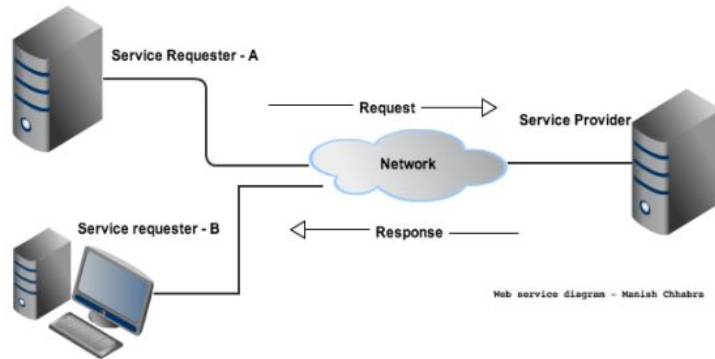 Service Requester - A
Request
Service Provider
Network
Service requester - B
Response
Web service diagram - Manish Chhabra